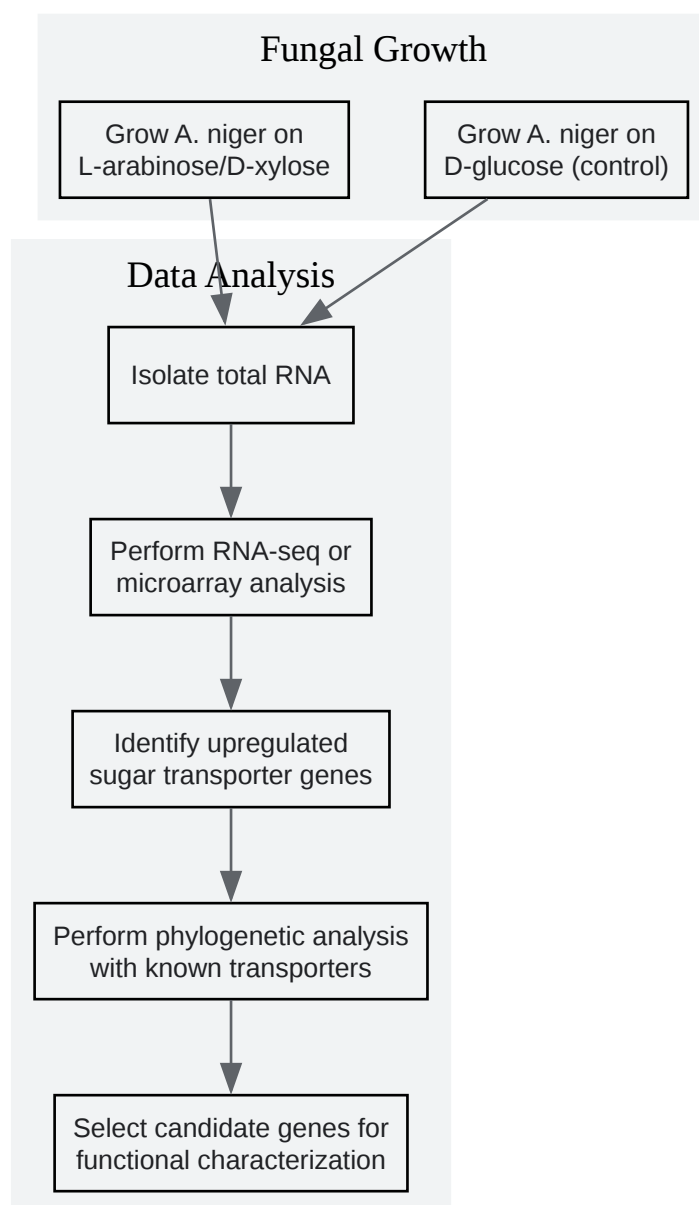 Fungal Growth
Grow A. niger on
L-arabinose/D-xylose
Grow A. niger on
D-glucose (control)
Data Analysis
Isolate total RNA
Perform RNA-seq or
microarray analysis
Identify upregulated
sugar transporter genes
Perform phylogenetic analysis
with known transporters
Select candidate genes for
functional characterization